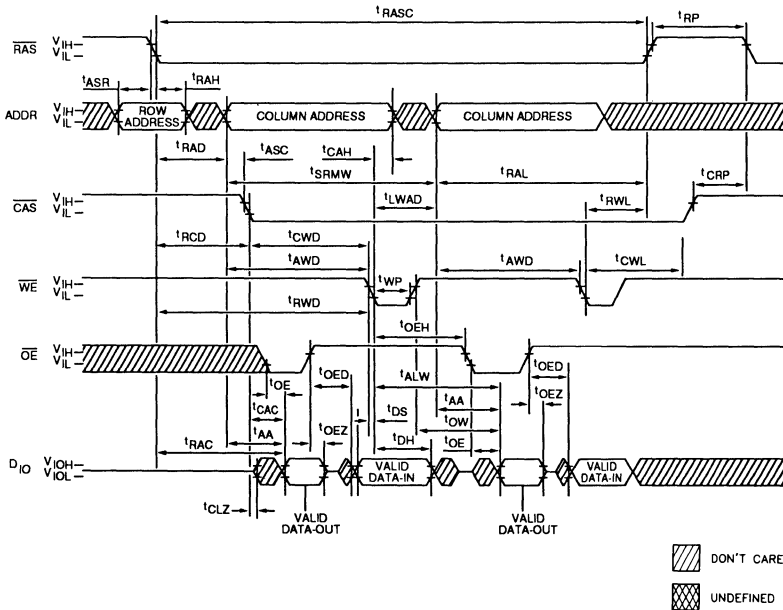 tRASC
tRP
RAS
VIH
VIL
tASR
tRAH
ADDR
VIH
VIL
ROW
ADDRESS
COLUMN ADDRESS
COLUMN ADDRESS
tRAD
tASC
tCAH
tSRMW
tRAL
tCRP
CAS
VIH
VIL
tLWAD
tRWL
tRCD
tCWD
tAWD
tAWD
tCWL
WE
VIH
VIL
tWP
tRWD
tOEH
OE
VIH
VIL
tOED
tALW
tOED
tOE
tCAC
tOEZ
tDS
tAA
tOEZ
tAA
tOW
tRAC
tDH
tOE
DIO
VIOH
VIOL
VALID
DATA-IN
VALID
DATA-IN
tCLZ
VALID
DATA-OUT
VALID
DATA-OUT
DON'T CARE
UNDEFINED